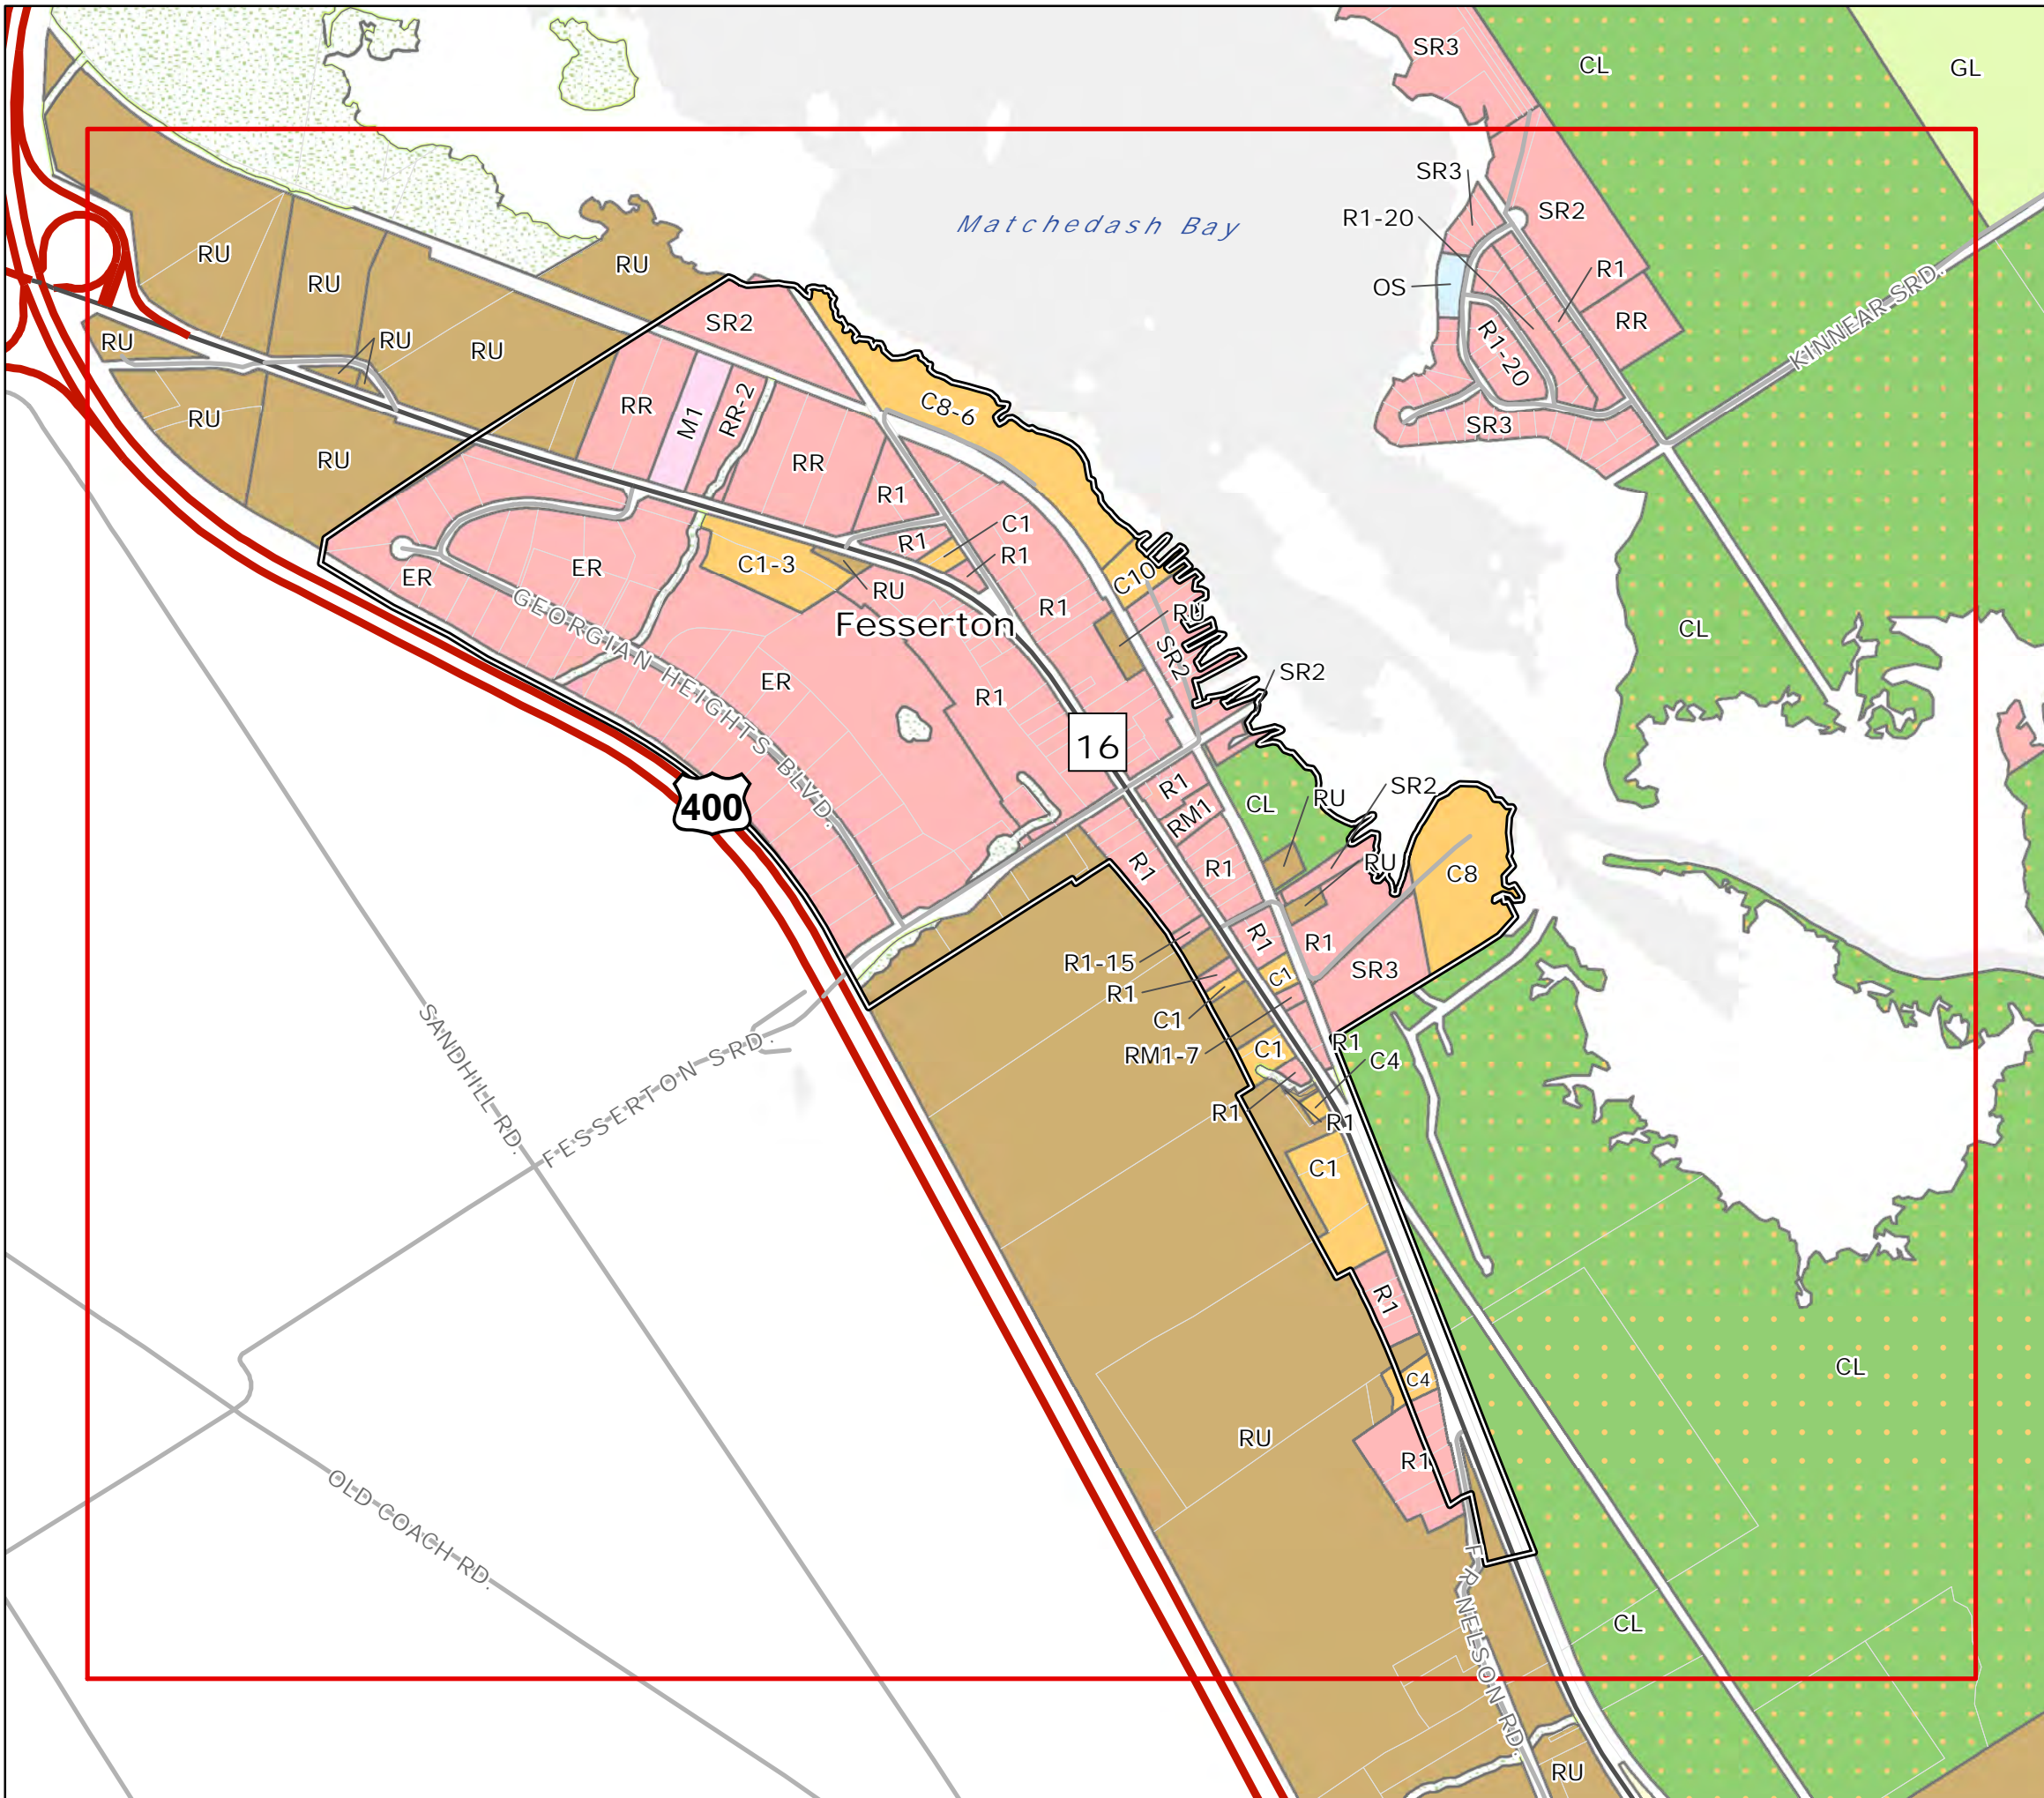 SR3
CL
GL
SR3
R1-20
SR2
Matchedash Bay
RU
RU
RU
R1
OS
RR
KINNEAR SRD.
SR2
RU
RU
RU
R1-20
RR
M1
RR-2
C8-6
RU
SR3
RU
RR
R1
C1
R1
R1
C1-3
ER
ER
C10
RU
R1
RU
Fesserton
GEORGIAN HEIGHTS BLVD.
CL
SR2
SR2
ER
R1
16
400
R1
RM1
CL
RU
SR2
R1
R1
RU
C8
R1
R1
R1-15
SR3
R1
C1
C1
SANDHILL RD.
FESSERTON SRD.
RM1-7
C1
R1
C4
R1
R1
C1
R1
CL
C4
RU
R1
OLD COACH RD.
F R NEILSON RD.
CL
RU